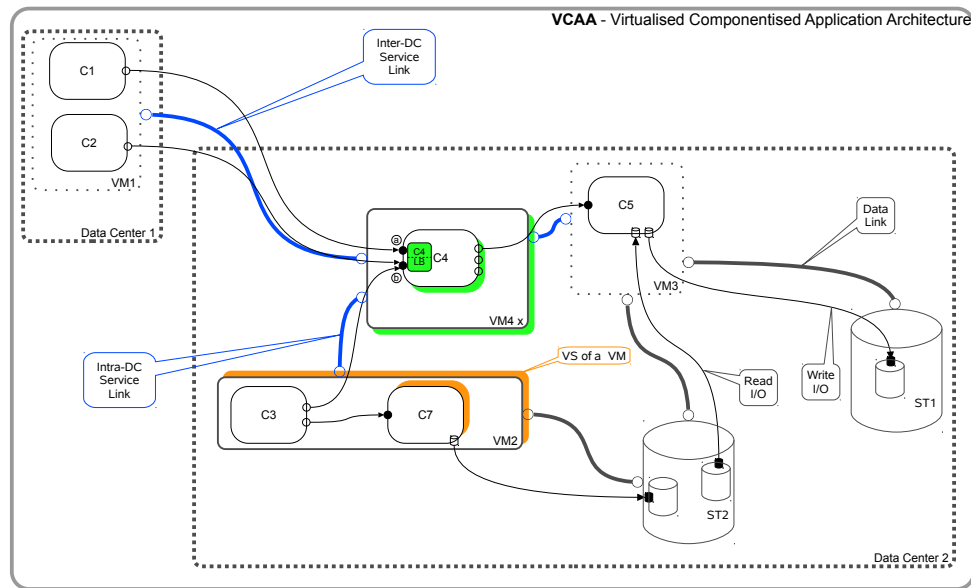 VCAA - Virtualised Componentised Application Architecture
Inter-DC
Service
Link
C1
C2
VM1
Data Center 1
C5
Data
Link
a
C4
LB
C4
b
VM3
VM4 x
Intra-DC
Service
Link
VS of a VM
Read
I/O
Write
I/O
ST1
C3
C7
VM2
ST2
Data Center 2